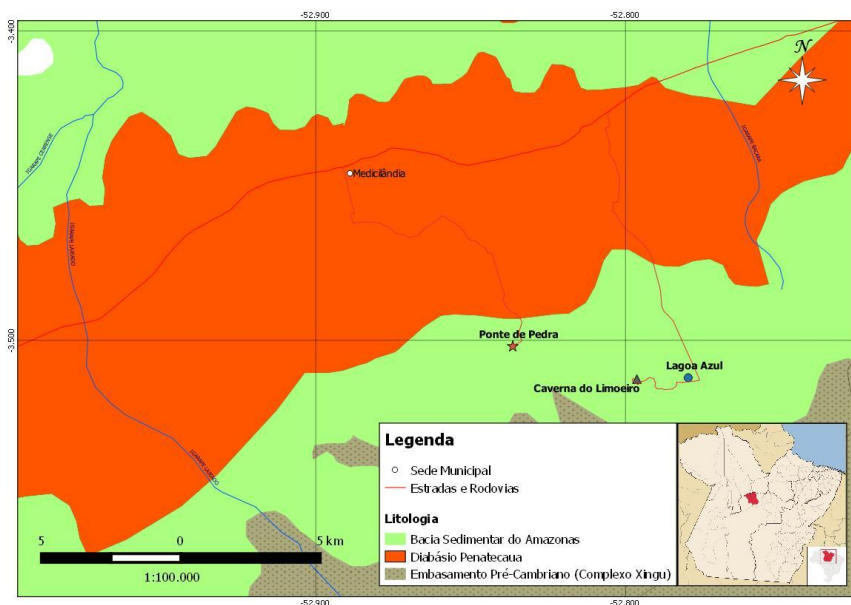 -52.900
-52.800
-3.400
N
IGARAPÉ JARAUCU
Medicilândia
-3.500
Ponte de Pedra
Lagoa Azul
Caverna do Limoeiro
Legenda
Sede Municipal
Estradas e Rodovias
Litologia
Bacia Sedimentar do Amazonas
Diabásio Penatecaua
Embasamento Pré-Cambriano (Complexo Xingu)
5 0 5 km
1:100.000
-52.900
-52.800